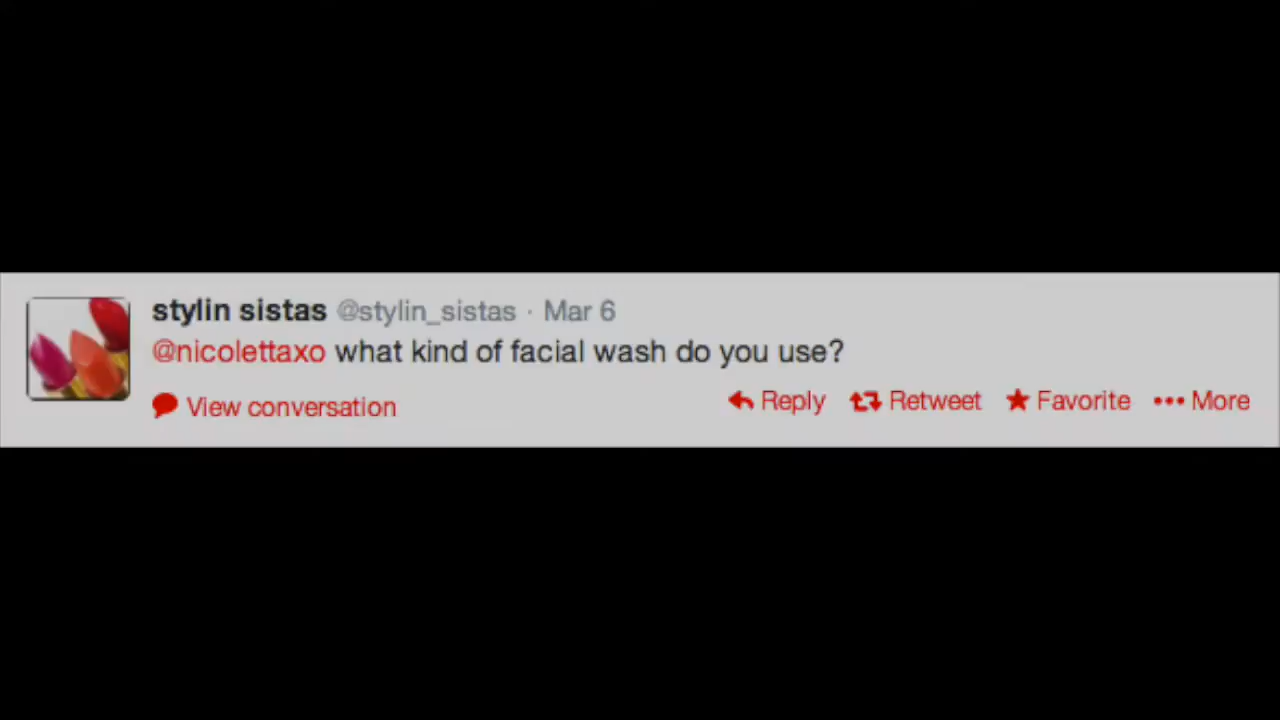 stylin sistas @stylin_sistas · Mar 6
@nicolettaxo what kind of facial wash do you use?
View conversation Reply Retweet Favorite More